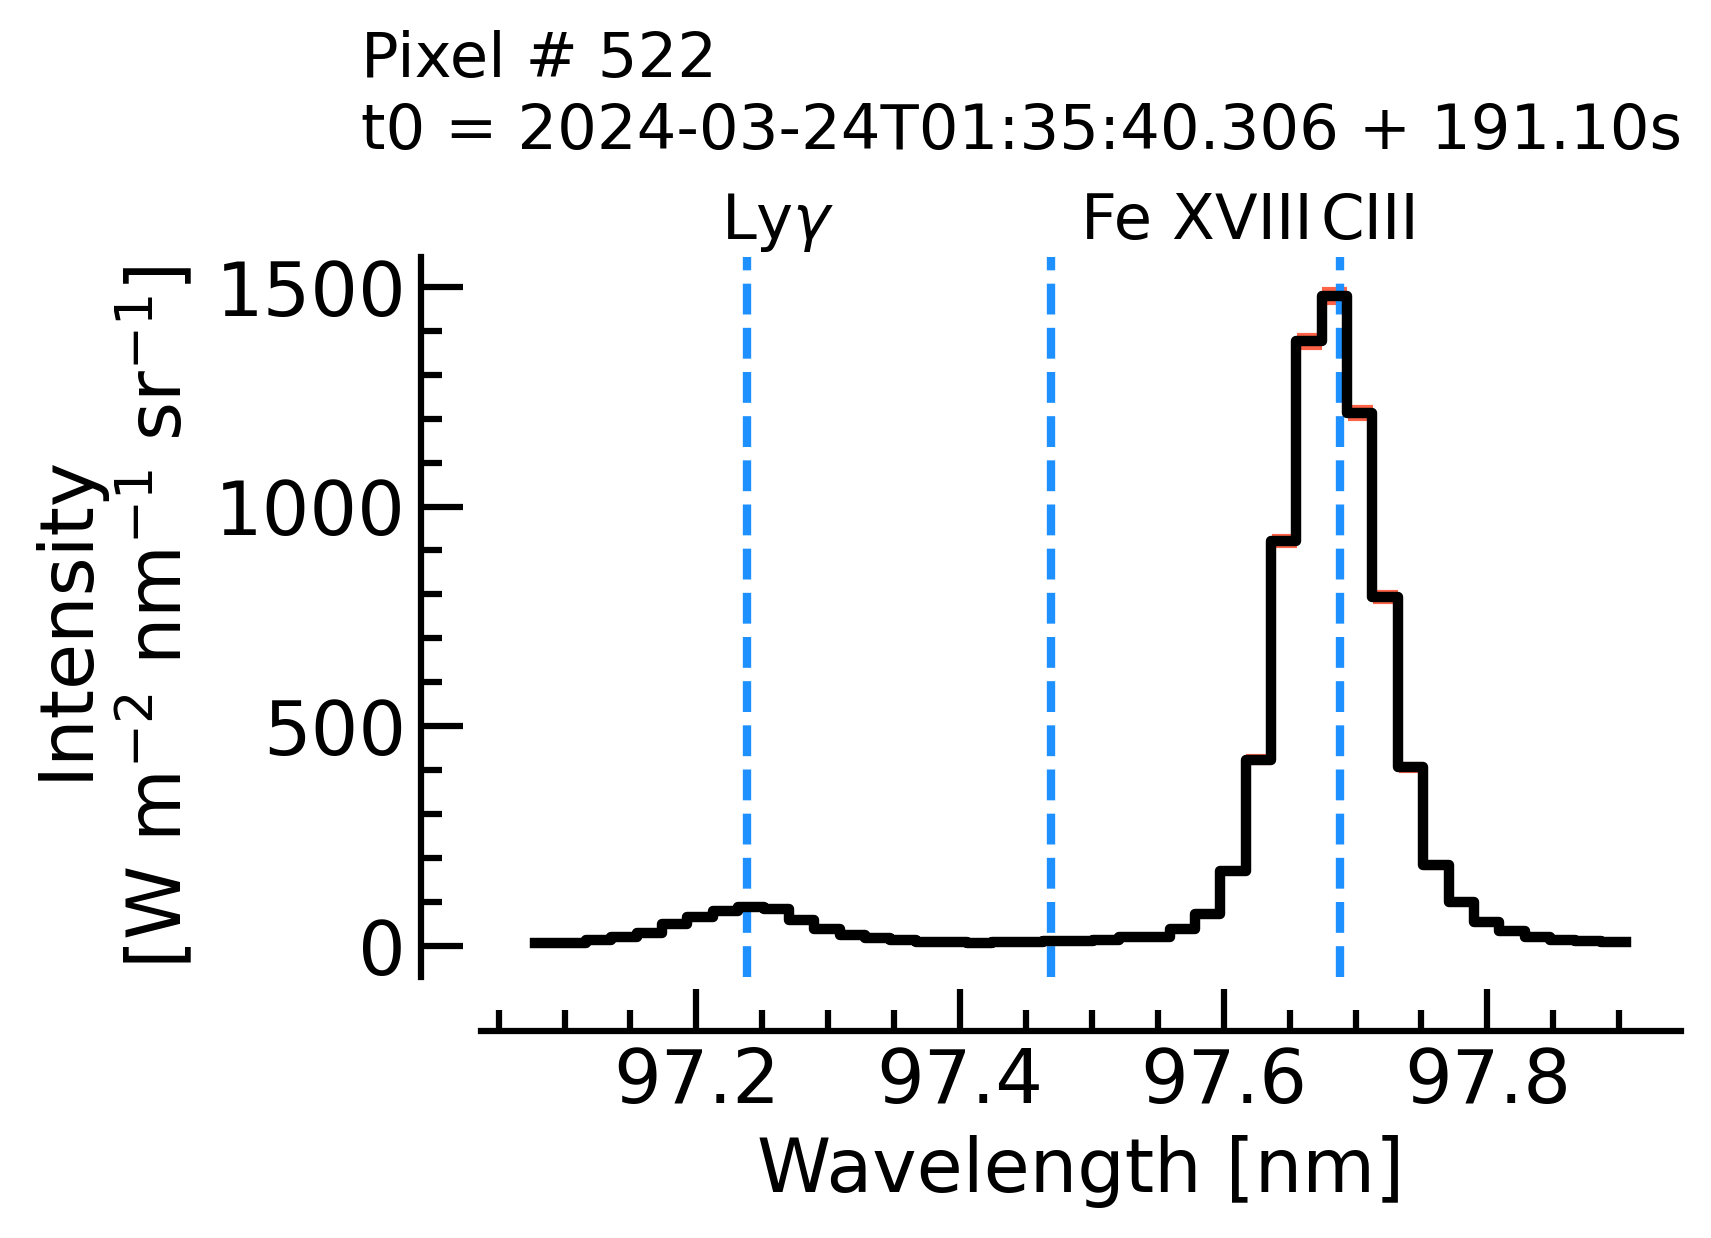 Pixel # 522
t0 = 2024-03-24T01:35:40.306 + 191.10s
Lyγ Fe XVIII CIII
Intensity
[W m⁻² nm⁻¹ sr⁻¹]
1500
1000
500
0
97.2 97.4 97.6 97.8
Wavelength [nm]